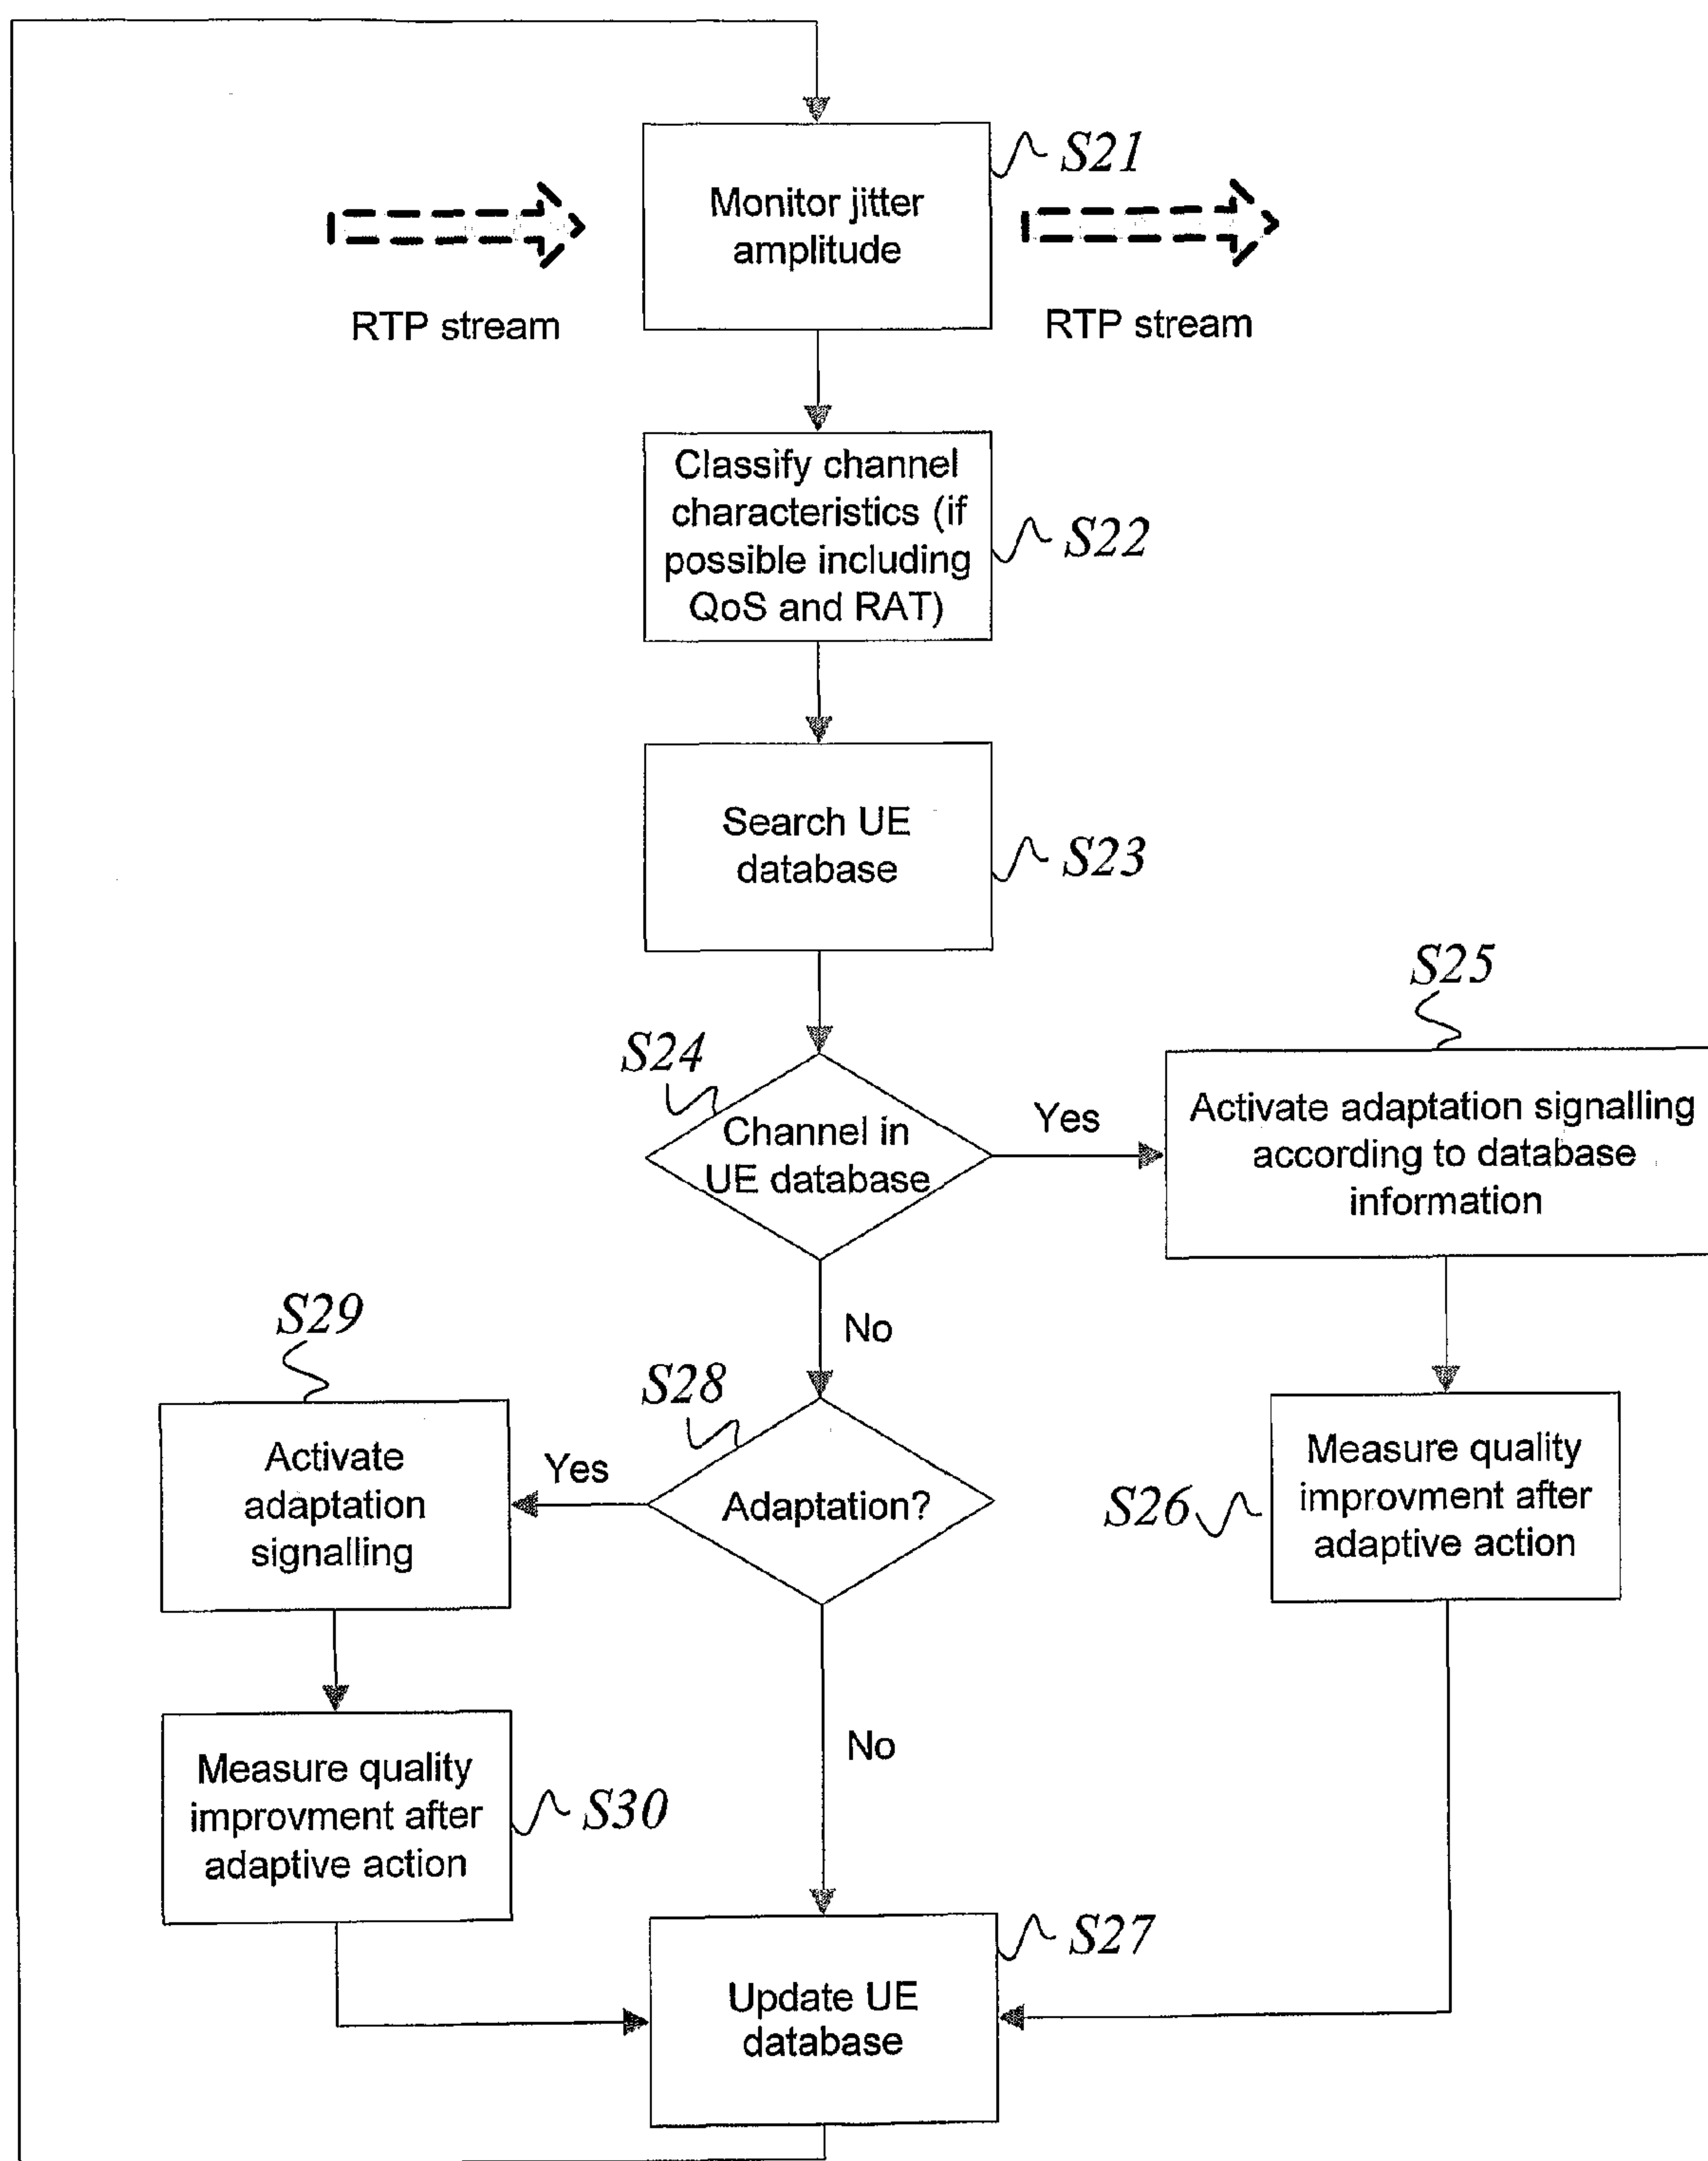 Monitor jitter
amplitude
S21
RTP stream
RTP stream
Classify channel
characteristics (if
possible including
QoS and RAT)
S22
Search UE
database
S23
S24
Channel in
UE database
Yes
No
S25
Activate adaptation signalling
according to database
information
S26
Measure quality
improvment after
adaptive action
S28
Adaptation?
Yes
No
S29
Activate
adaptation
signalling
Measure quality
improvment after
adaptive action
S30
S27
Update UE
database